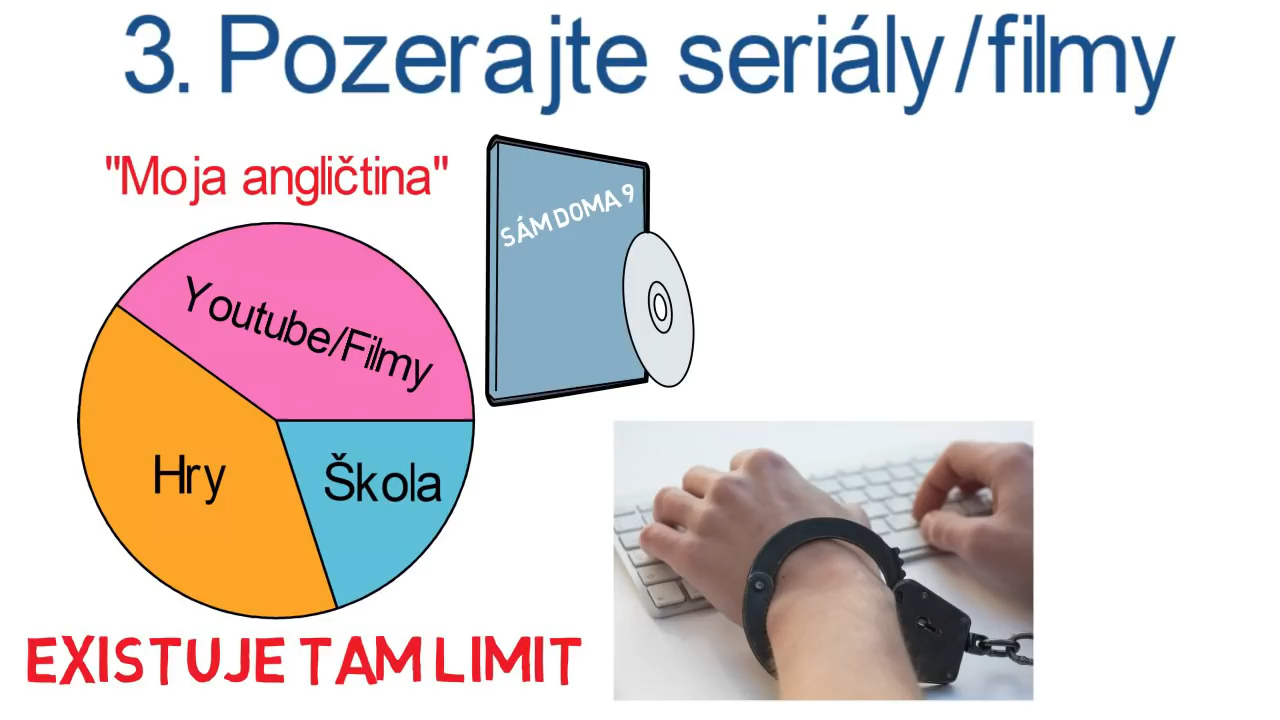 3. Pozerajte seriály/filmy
"Moja angličtina"
SÁM DOMA 9
Youtube/Filmy
Hry
Škola
EXISTUJE TAM LIMIT